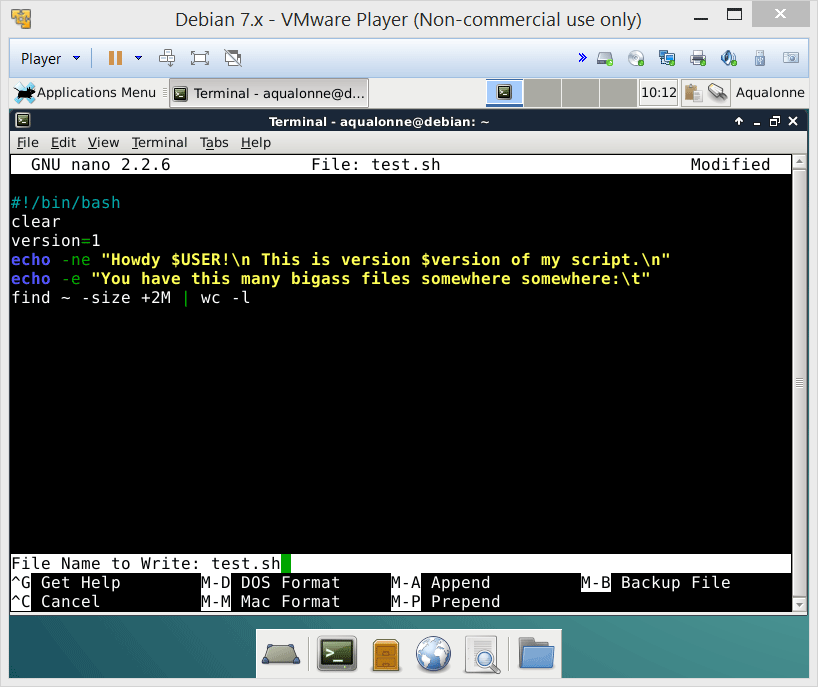 Debian 7.x - VMware Player (Non-commercial use only)
Player
Applications Menu
Terminal - aqualonne@d...
10:12
Aqualonne
Terminal - aqualonne@debian: ~
File Edit View Terminal Tabs Help
GNU nano 2.2.6 File: test.sh Modified
#!/bin/bash
clear
version=1
echo -ne "Howdy $USER!\n This is version $version of my script.\n"
echo -e "You have this many bigass files somewhere somewhere:\t"
find ~ -size +2M | wc -l
File Name to Write: test.sh
^G Get Help M-D DOS Format M-A Append M-B Backup File
^C Cancel M-M Mac Format M-P Prepend